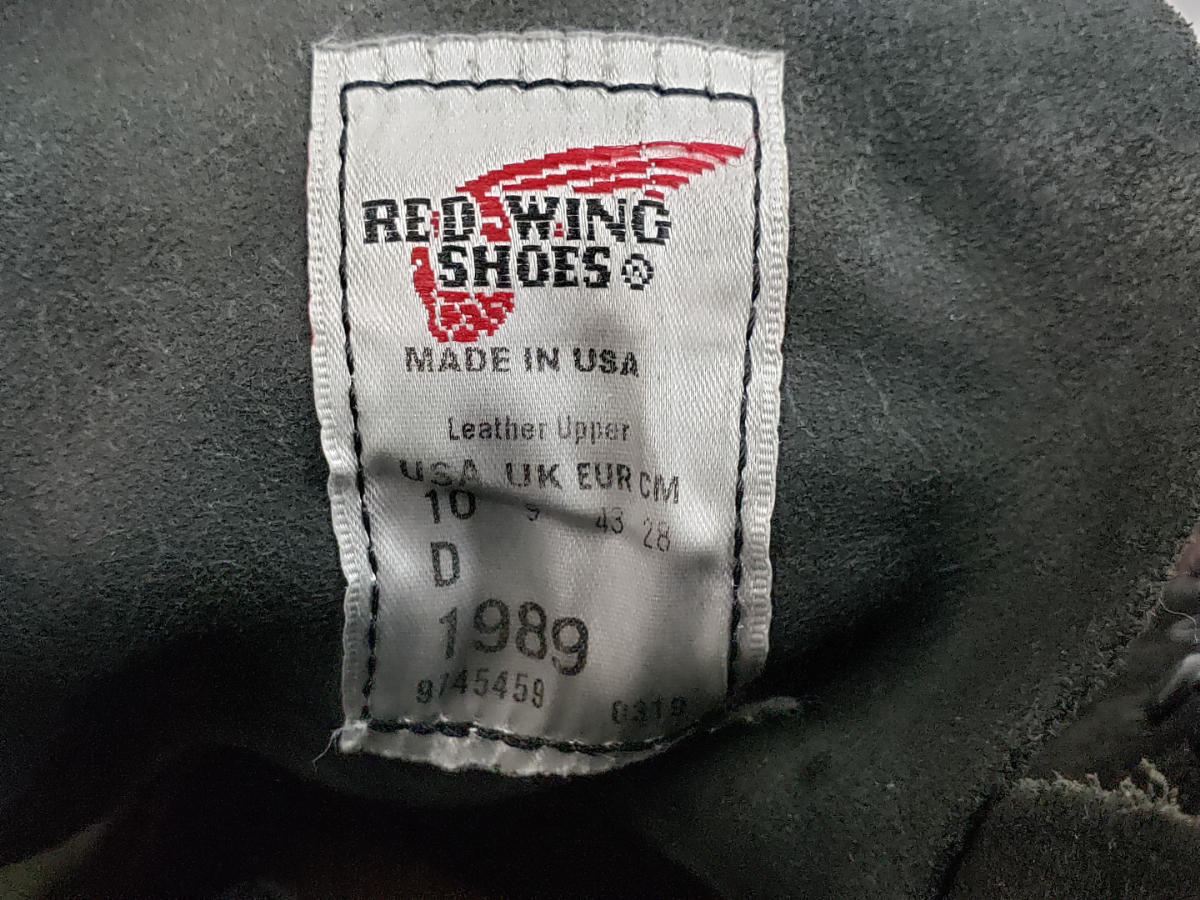 RED WING
SHOES ®
MADE IN USA
Leather Upper
USA UK EUR CM
10 9 43 28
D
1989
9745459 0319